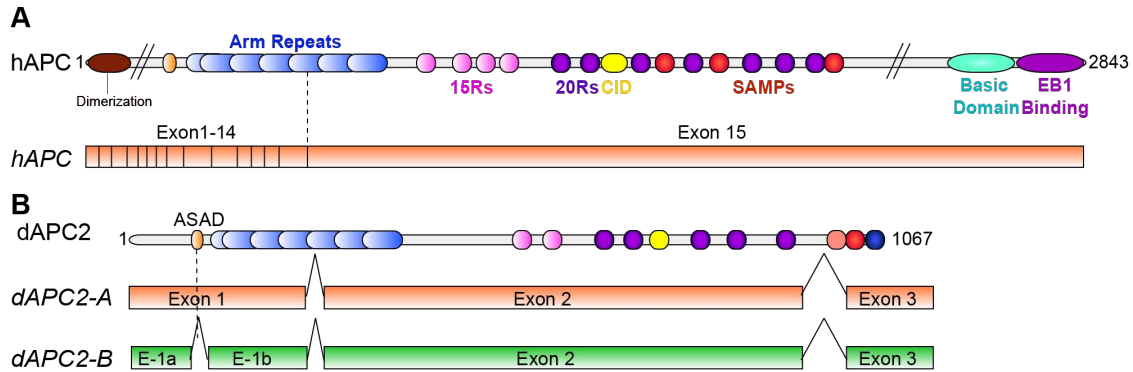 A
Arm Repeats
hAPC 1 2843
Dimerization
15Rs 20Rs CID SAMPs Basic Domain EB1 Binding
Exon1-14 Exon 15
hAPC
B
ASAD
dAPC2 1 1067
dAPC2-A Exon 1 Exon 2 Exon 3
dAPC2-B E-1a E-1b Exon 2 Exon 3